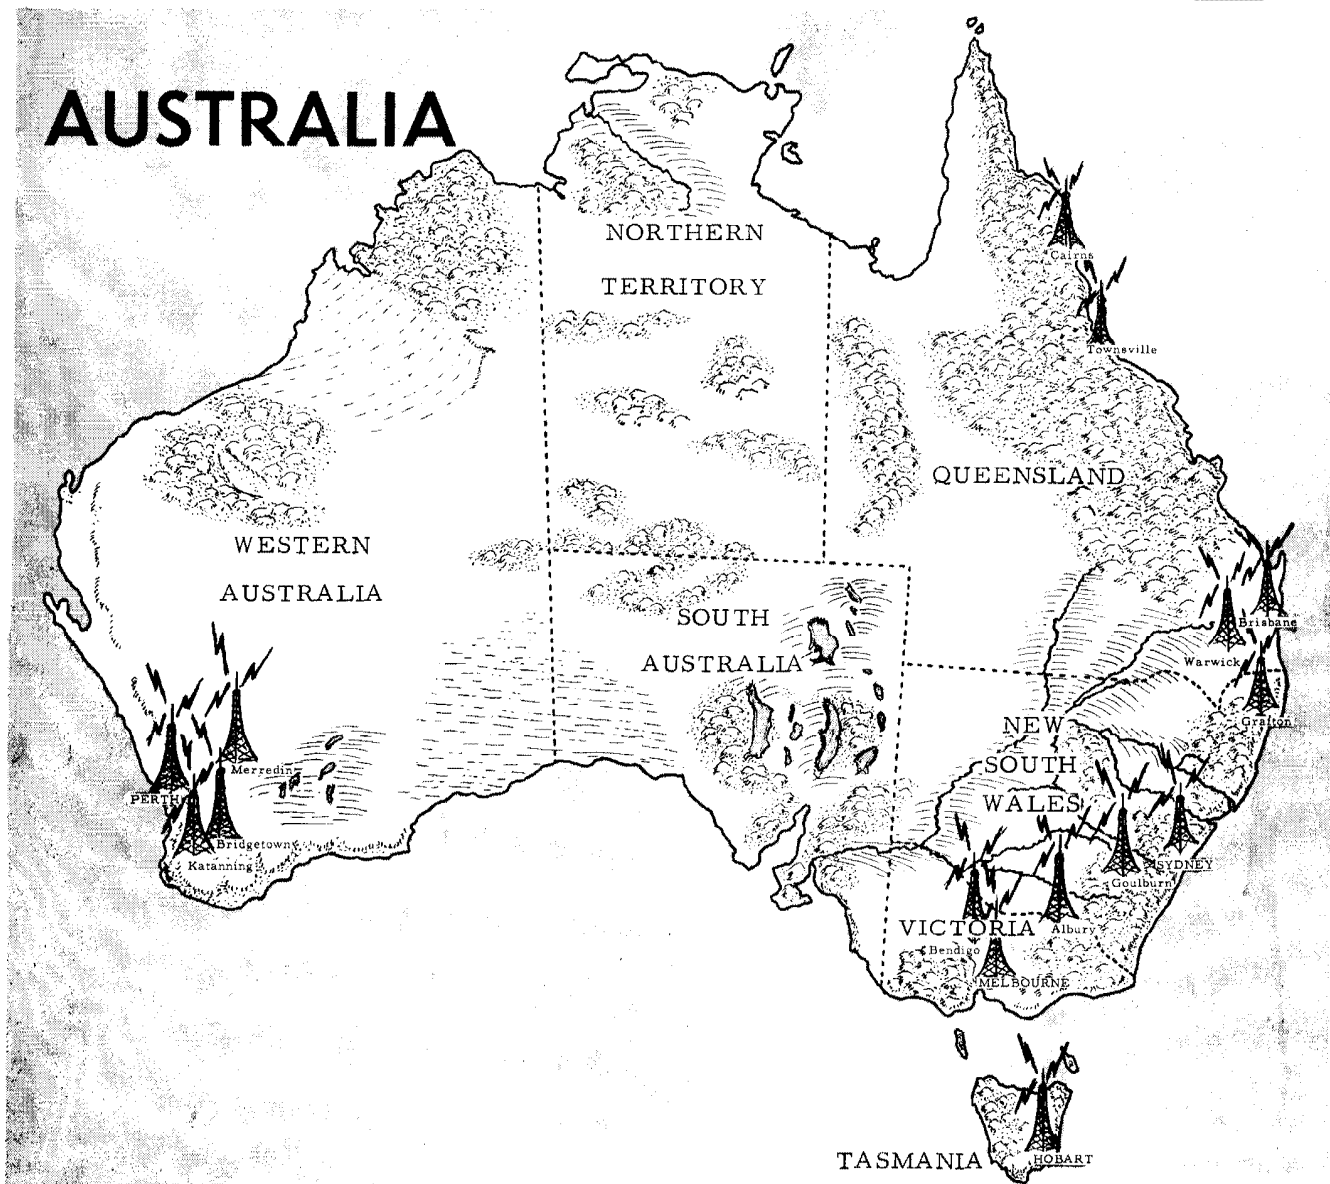 AUSTRALIA
NORTHERN
TERRITORY
Cairns
Townsville
QUEENSLAND
WESTERN
AUSTRALIA
SOUTH
AUSTRALIA
Brisbane
Warwick
Grafton
NEW
SOUTH
WALES
Merredin
PERTH
Bridgetown
Katanning
SYDNEY
Goulburn
VICTORIA
Albury
Bendigo
MELBOURNE
TASMANIA
HOBART